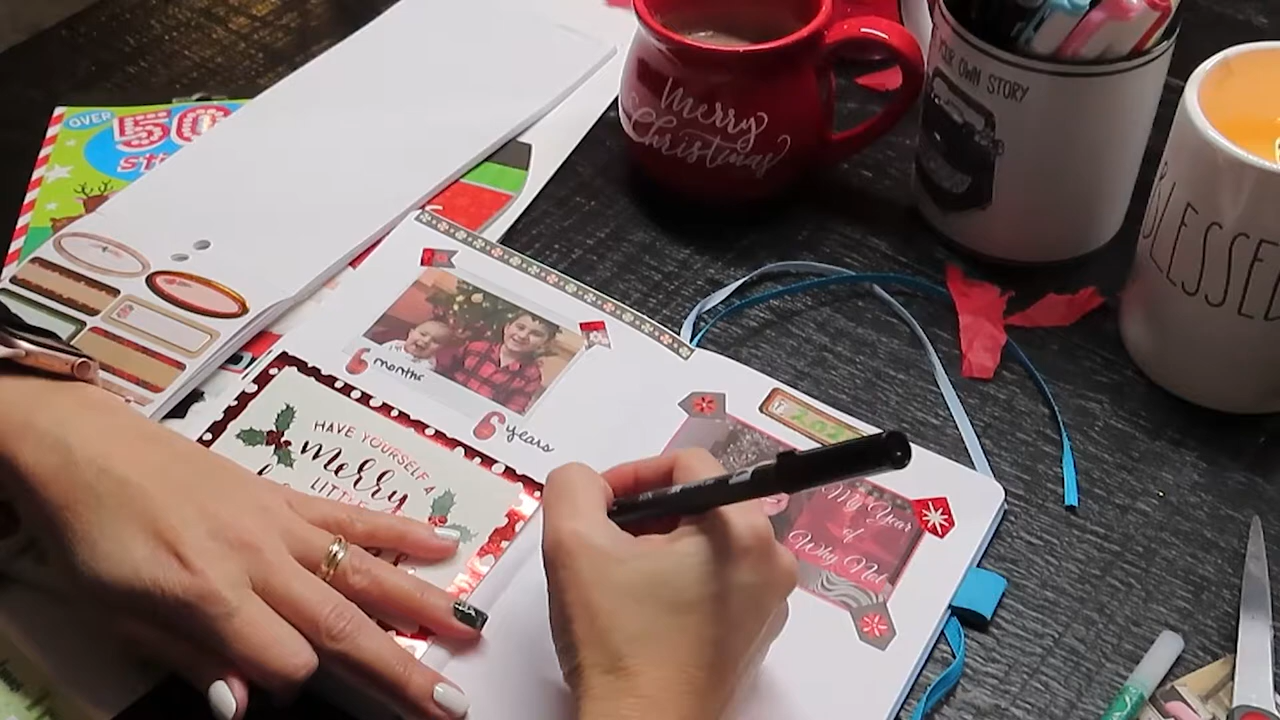 OVER
50
Merry
Christmas
YOUR OWN STORY
BLESSED
6 months
6 years
HAVE YOURSELF A
Merry
My Year
of
Why Not